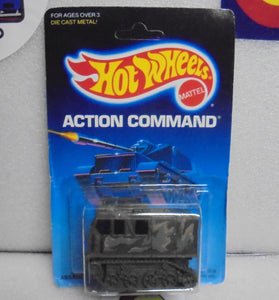 FOR AGES OVER 3
DIE CAST METAL!
Hot Wheels
MATTEL
ACTION COMMAND